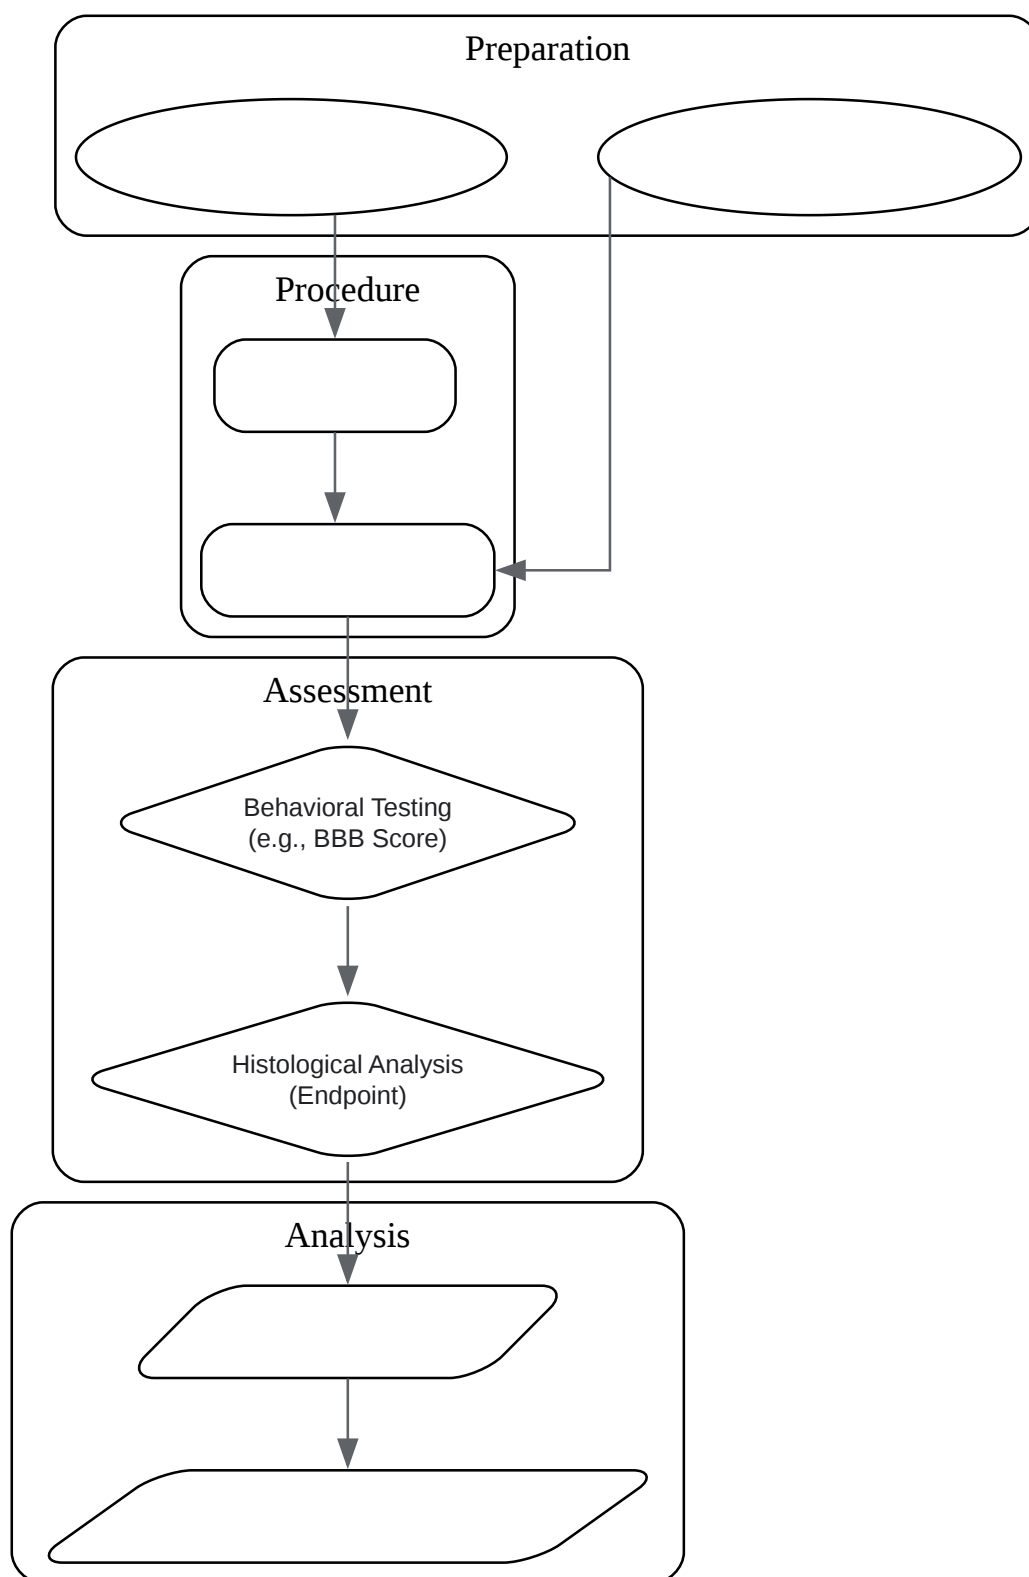 Preparation
Procedure
Assessment
Behavioral Testing
(e.g., BBB Score)
Histological Analysis
(Endpoint)
Analysis